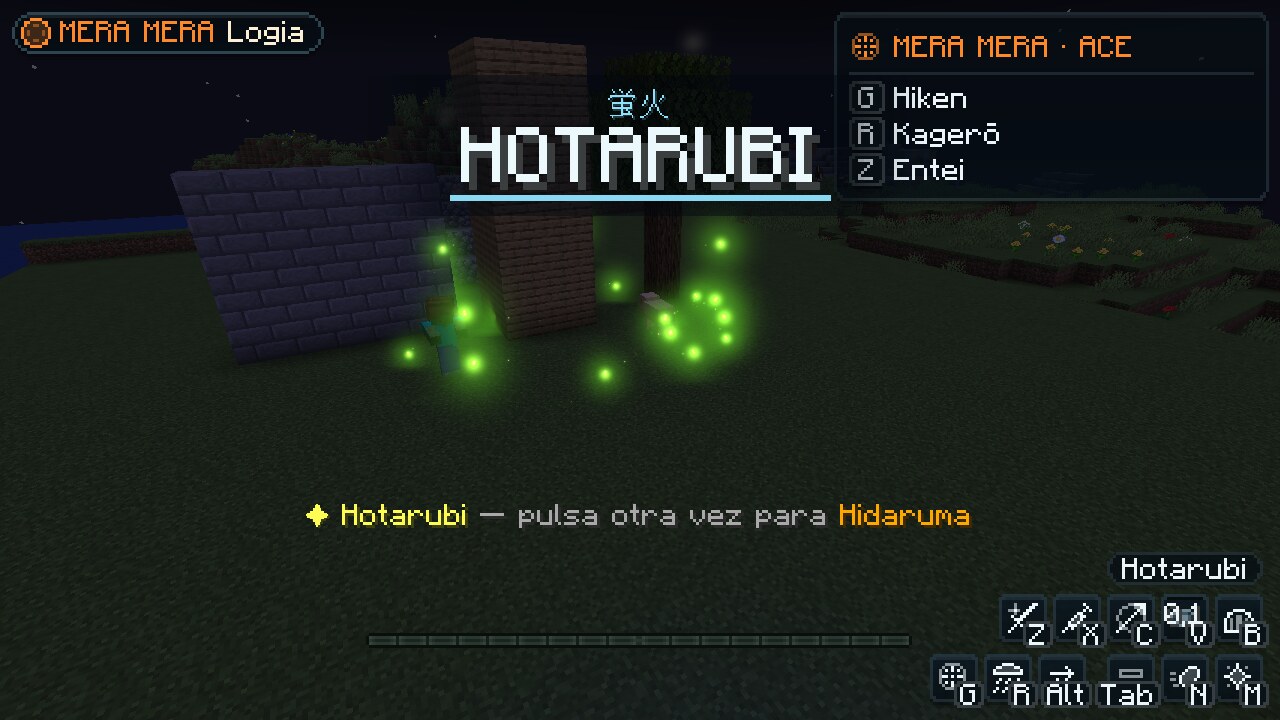 MERA MERA Logia
MERA MERA · ACE
G Hiken
R Kagerō
Z Entei
蛍火
HOTARUBI
Hotarubi — pulsa otra vez para Hidaruma
Hotarubi
Z X C 0.1 V B
G R Alt Tab N M